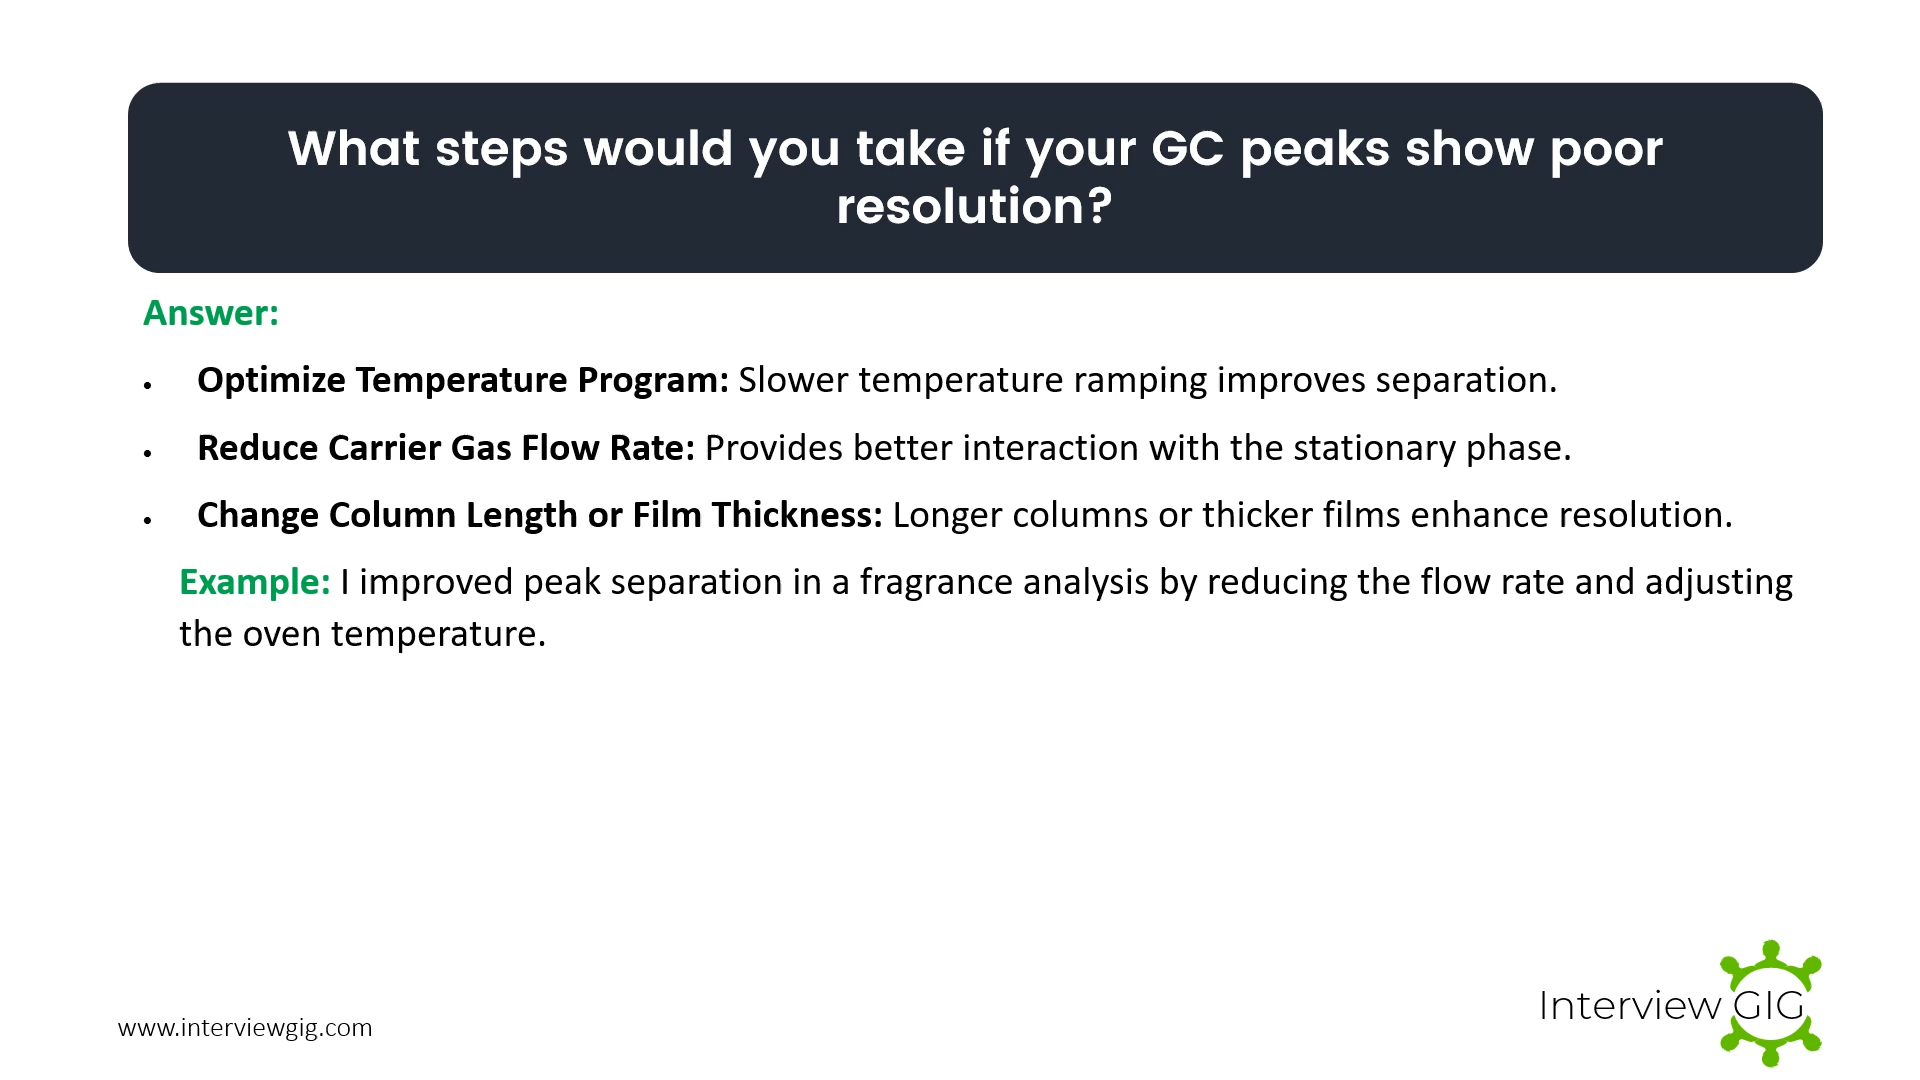 What steps would you take if your GC peaks show poor
resolution?
Answer:
• Optimize Temperature Program: Slower temperature ramping improves separation.
• Reduce Carrier Gas Flow Rate: Provides better interaction with the stationary phase.
• Change Column Length or Film Thickness: Longer columns or thicker films enhance resolution.
Example: I improved peak separation in a fragrance analysis by reducing the flow rate and adjusting
the oven temperature.
www.interviewgig.com
Interview GIG